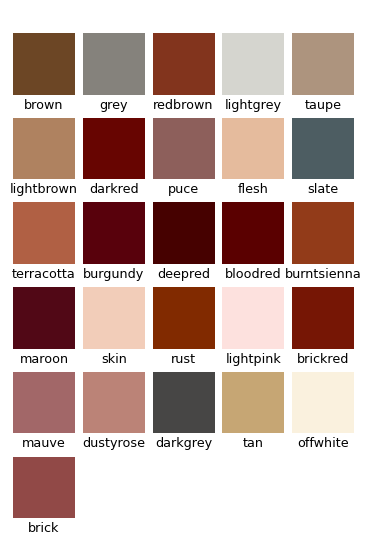 brown grey redbrown lightgrey taupe
lightbrown darkred puce flesh slate
terracotta burgundy deepred bloodred burntsienna
maroon skin rust lightpink brickred
mauve dustyrose darkgrey tan offwhite
brick